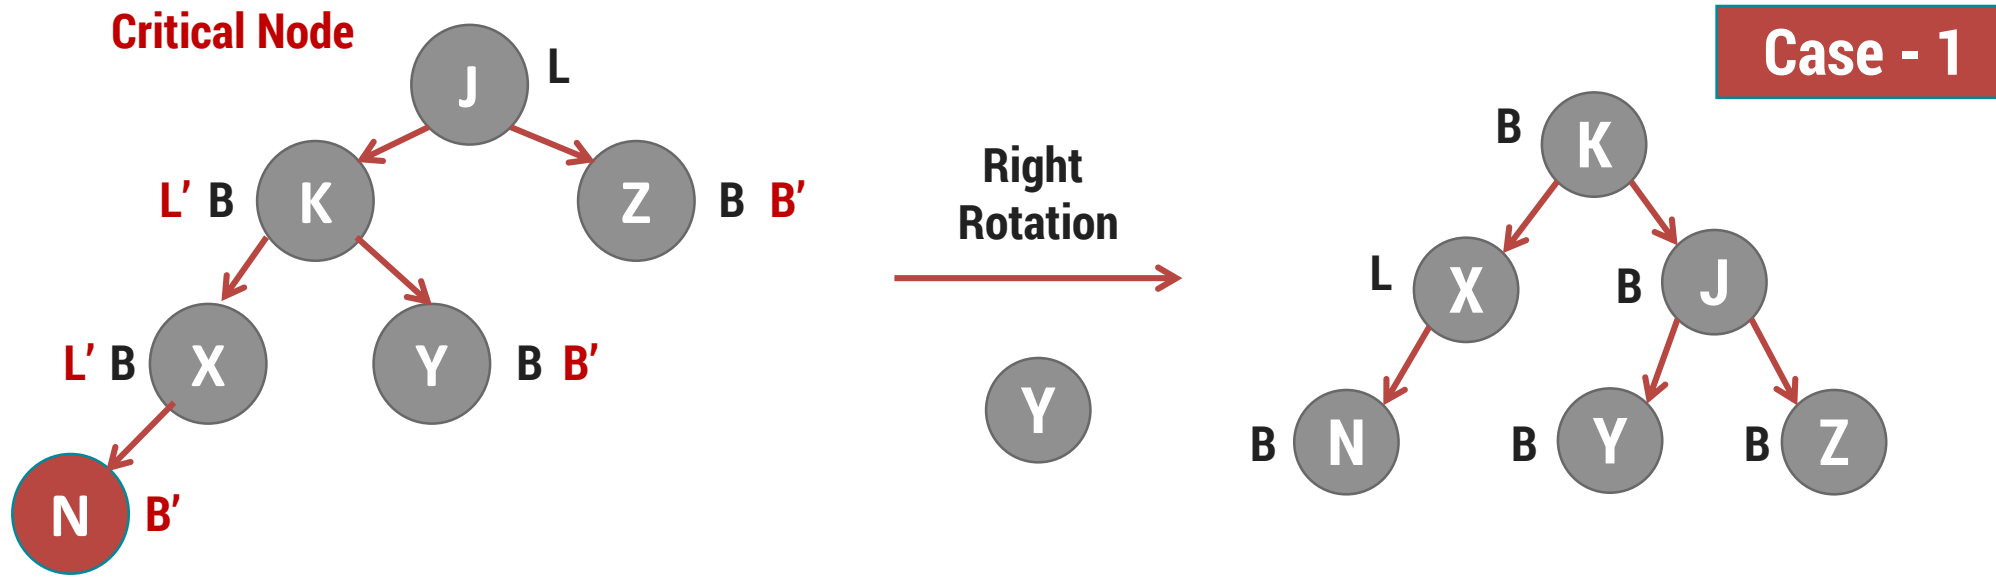 Critical Node
Case - 1
J L
L’ B K
Z B B’
L’ B X
Y B B’
N B’
Right
Rotation
Y
B K
L X
B J
B N
B Y
B Z